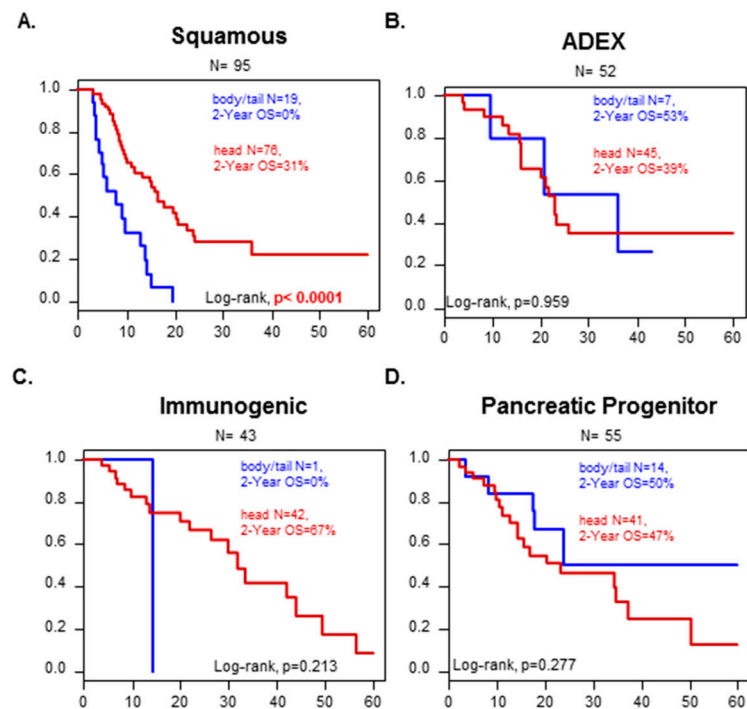 A.
Squamous
N= 95
body/tail N=19,
2-Year OS=0%
head N=76,
2-Year OS=31%
1.0
0.8
0.6
0.4
0.2
0.0
Log-rank, p< 0.0001
0 10 20 30 40 50 60
B.
ADEX
N= 52
body/tail N=7,
2-Year OS=53%
head N=45,
2-Year OS=39%
1.0
0.8
0.6
0.4
0.2
0.0
Log-rank, p=0.959
0 10 20 30 40 50 60
C.
Immunogenic
N= 43
body/tail N=1,
2-Year OS=0%
head N=42,
2-Year OS=67%
1.0
0.8
0.6
0.4
0.2
0.0
Log-rank, p=0.213
0 10 20 30 40 50 60
D.
Pancreatic Progenitor
N= 55
body/tail N=14,
2-Year OS=50%
head N=41,
2-Year OS=47%
1.0
0.8
0.6
0.4
0.2
0.0
Log-rank, p=0.277
0 10 20 30 40 50 60